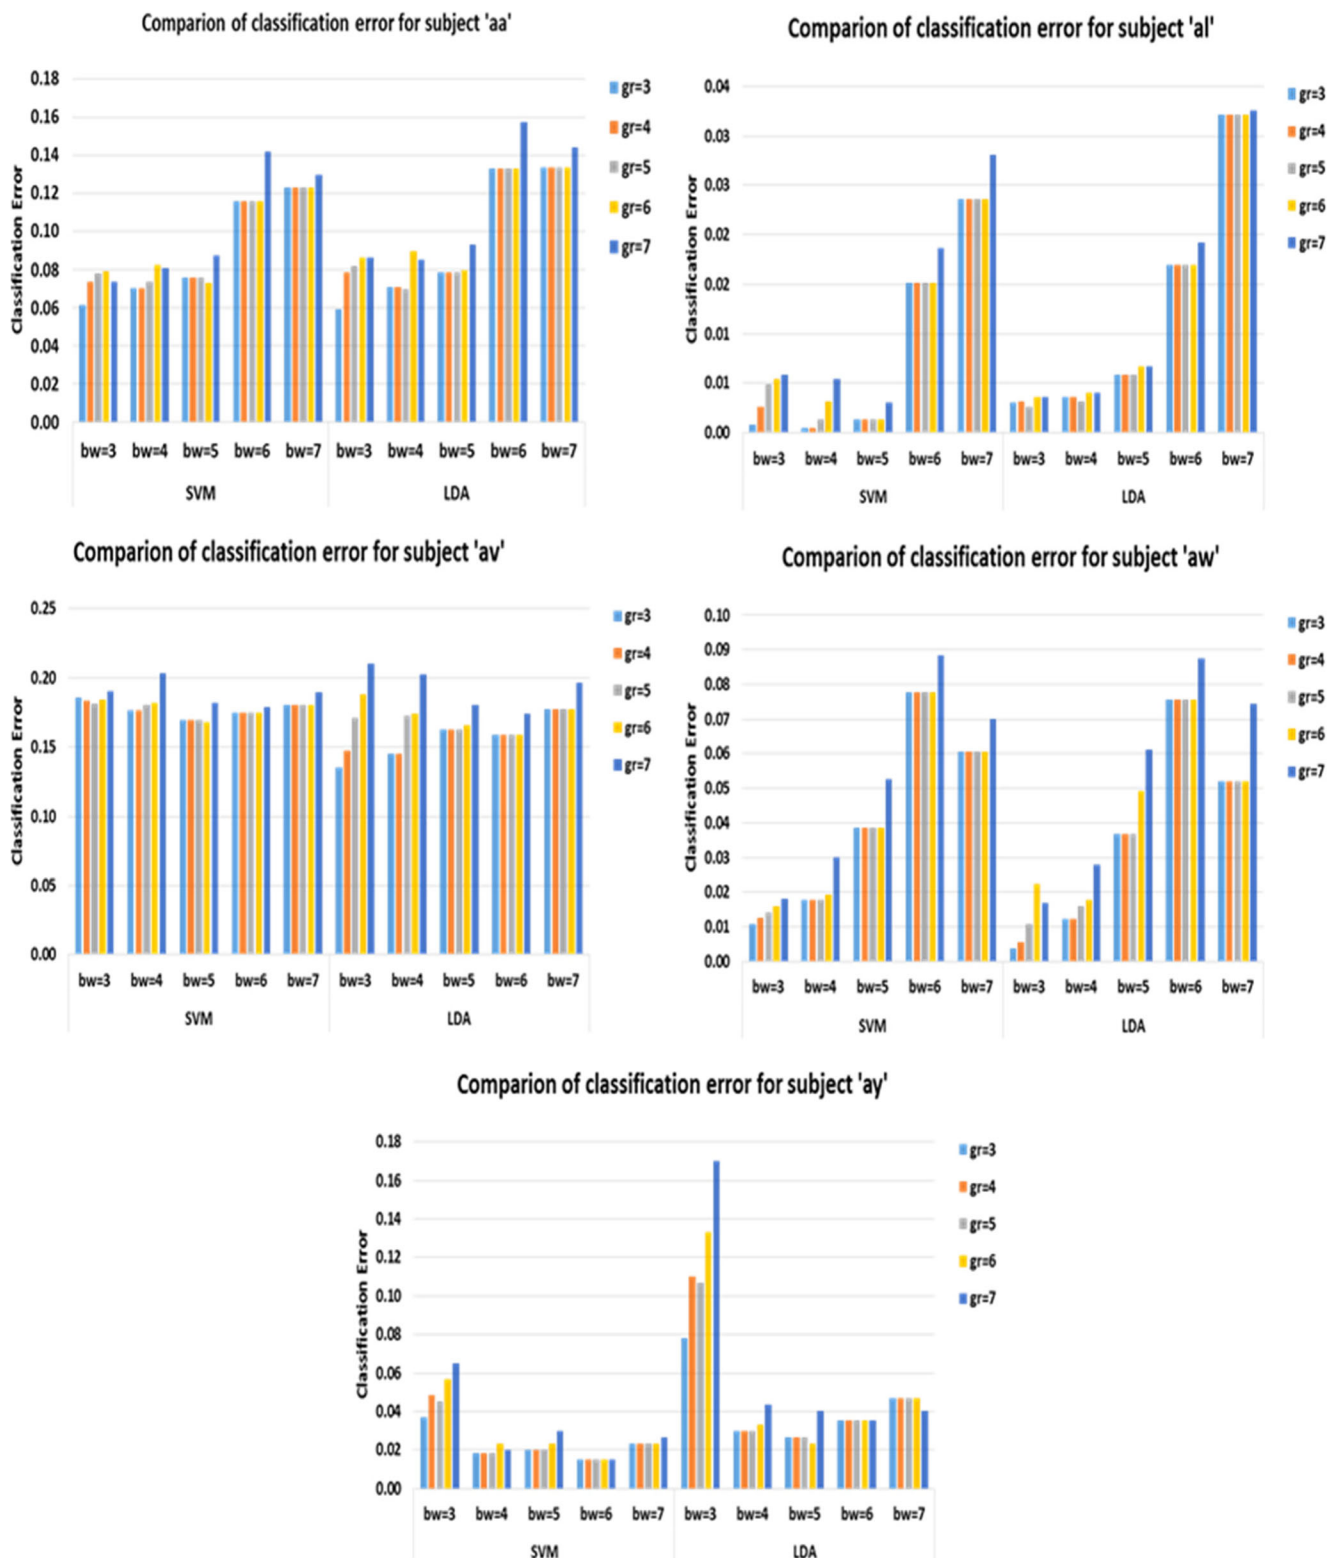 Comparion of classification error for subject 'aa'
Classification Error
0.18
0.16
0.14
0.12
0.10
0.08
0.06
0.04
0.02
0.00
bw=3 bw=4 bw=5 bw=6 bw=7 bw=3 bw=4 bw=5 bw=6 bw=7
SVM LDA
gr=3
gr=4
gr=5
gr=6
gr=7
Comparion of classification error for subject 'al'
Classification Error
0.04
0.03
0.03
0.02
0.02
0.01
0.01
0.00
bw=3 bw=4 bw=5 bw=6 bw=7 bw=3 bw=4 bw=5 bw=6 bw=7
SVM LDA
gr=3
gr=4
gr=5
gr=6
gr=7
Comparion of classification error for subject 'av'
Classification Error
0.25
0.20
0.15
0.10
0.05
0.00
bw=3 bw=4 bw=5 bw=6 bw=7 bw=3 bw=4 bw=5 bw=6 bw=7
SVM LDA
gr=3
gr=4
gr=5
gr=6
gr=7
Comparion of classification error for subject 'aw'
Classification Error
0.10
0.09
0.08
0.07
0.06
0.05
0.04
0.03
0.02
0.01
0.00
bw=3 bw=4 bw=5 bw=6 bw=7 bw=3 bw=4 bw=5 bw=6 bw=7
SVM LDA
gr=3
gr=4
gr=5
gr=6
gr=7
Comparion of classification error for subject 'ay'
Classification Error
0.18
0.16
0.14
0.12
0.10
0.08
0.06
0.04
0.02
0.00
bw=3 bw=4 bw=5 bw=6 bw=7 bw=3 bw=4 bw=5 bw=6 bw=7
SVM LDA
gr=3
gr=4
gr=5
gr=6
gr=7